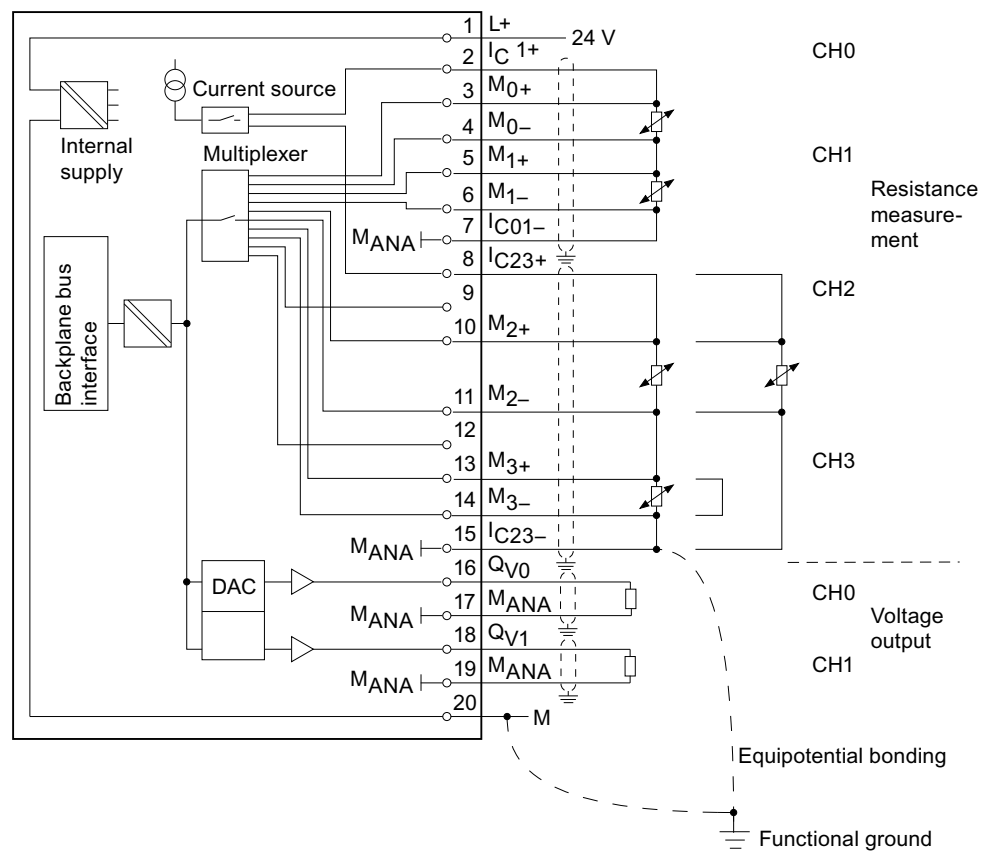 1 L+
24 V
2 IC 1+
CH0
3 M0+
Current source
4 M0–
Internal
supply
Multiplexer
5 M1+
CH1
6 M1–
Resistance
measure-
ment
7 IC01–
MANA
8 IC23+
9
CH2
10 M2+
Backplane bus
interface
11 M2–
12
13 M3+
CH3
14 M3–
15 IC23–
MANA
16 QV0
DAC
17 MANA
CH0
MANA
Voltage
output
18 QV1
19 MANA
CH1
MANA
20
M
Equipotential bonding
Functional ground